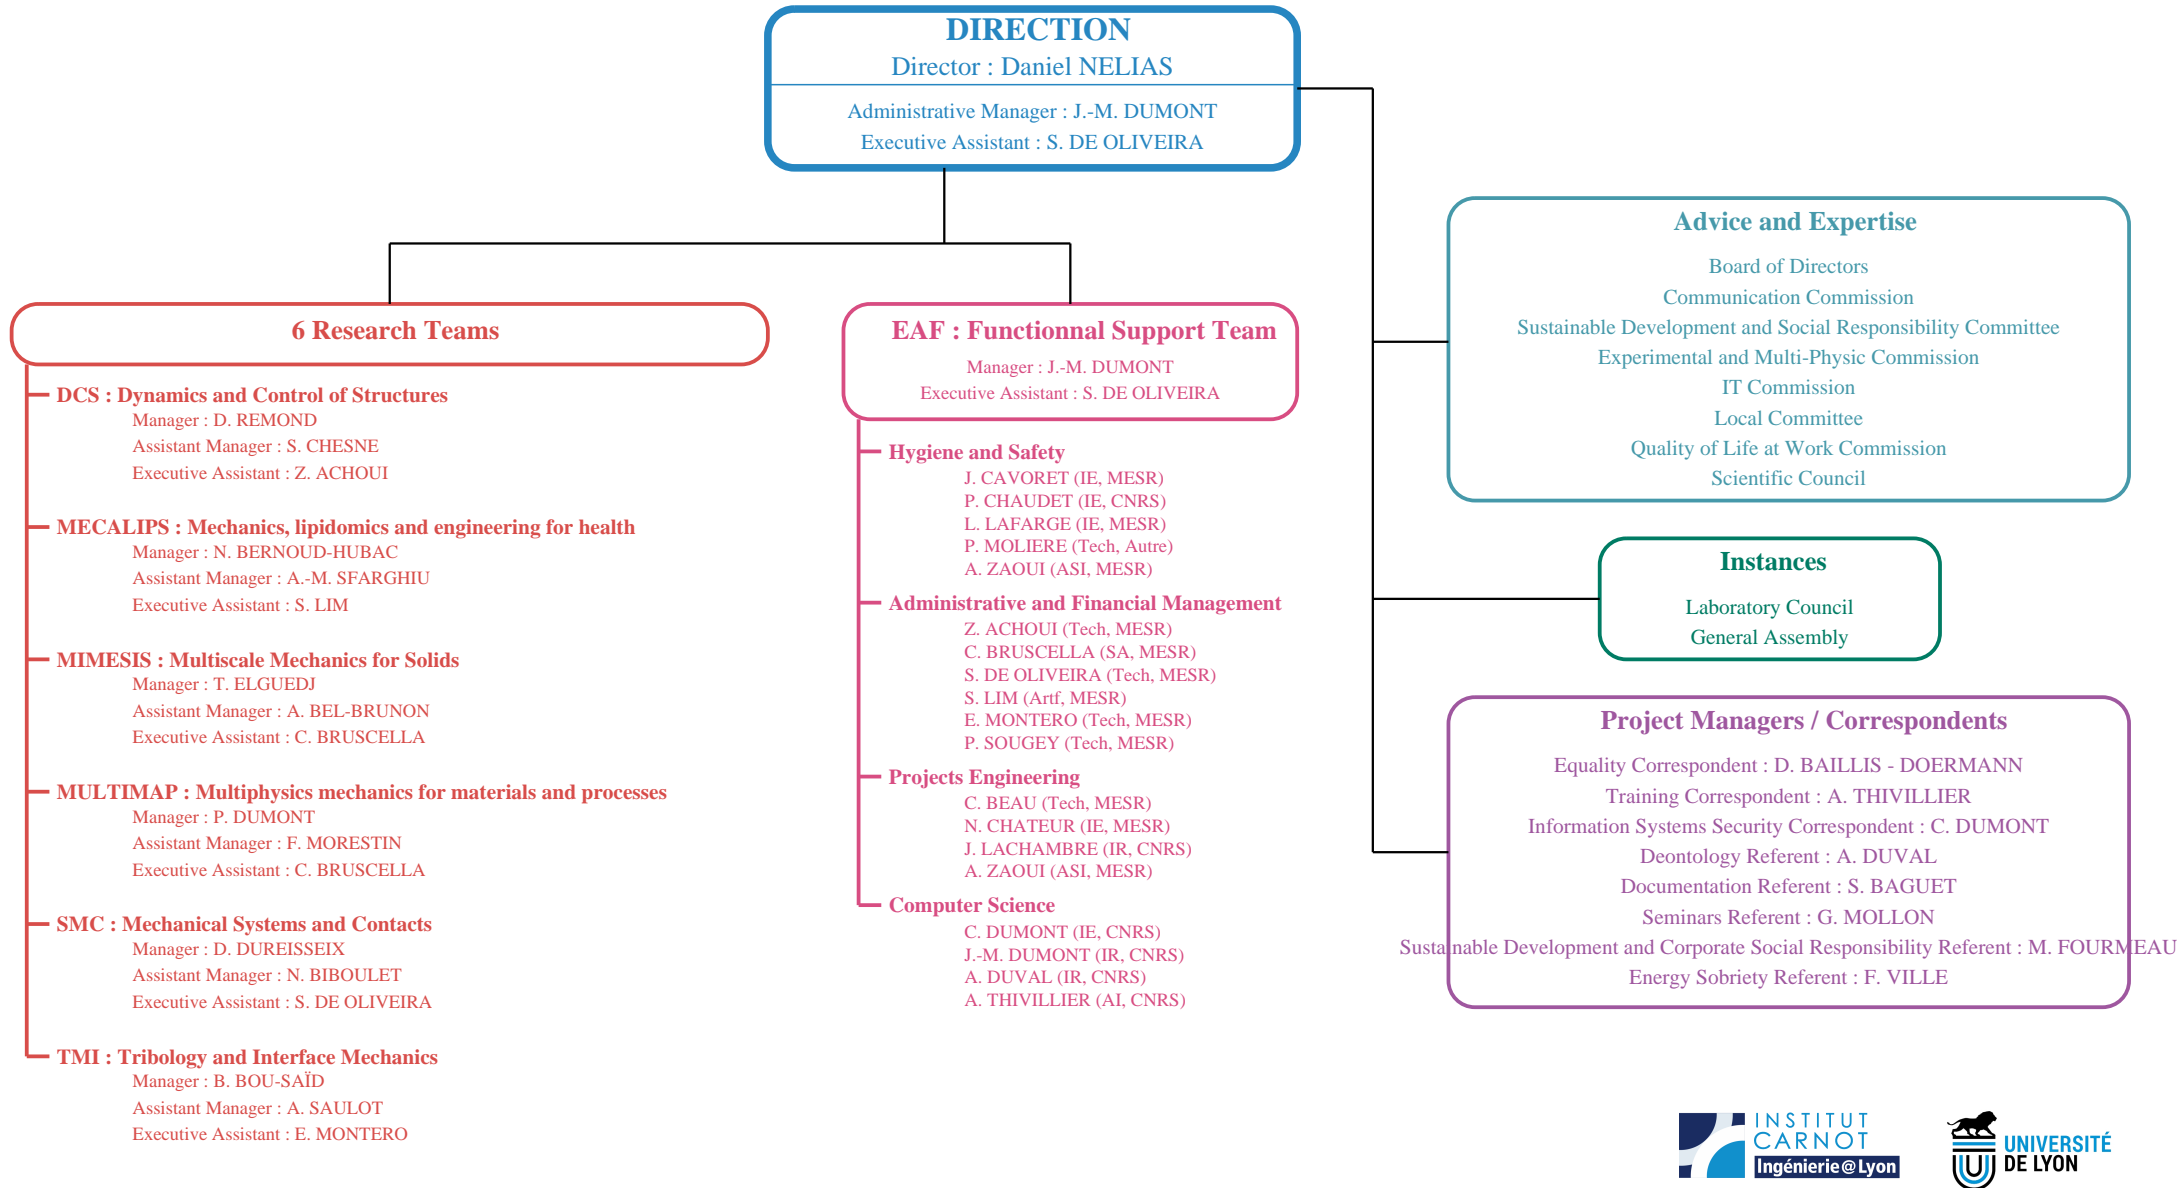 DIRECTION
Director : Daniel NELIAS
Administrative Manager : J.-M. DUMONT
Executive Assistant : S. DE OLIVEIRA
6 Research Teams
DCS : Dynamics and Control of Structures
Manager : D. REMOND
Assistant Manager : S. CHESNE
Executive Assistant : Z. ACHOUI
MECALIPS : Mechanics, lipidomics and engineering for health
Manager : N. BERNOUD-HUBAC
Assistant Manager : A.-M. SFARGHIU
Executive Assistant : S. LIM
MIMESIS : Multiscale Mechanics for Solids
Manager : T. ELGUEDJ
Assistant Manager : A. BEL-BRUNON
Executive Assistant : C. BRUSCELLA
MULTIMAP : Multiphysics mechanics for materials and processes
Manager : P. DUMONT
Assistant Manager : F. MORESTIN
Executive Assistant : C. BRUSCELLA
SMC : Mechanical Systems and Contacts
Manager : D. DUREISSEIX
Assistant Manager : N. BIBOULET
Executive Assistant : S. DE OLIVEIRA
TMI : Tribology and Interface Mechanics
Manager : B. BOU-SAÏD
Assistant Manager : A. SAULOT
Executive Assistant : E. MONTERO
EAF : Functionnal Support Team
Manager : J.-M. DUMONT
Executive Assistant : S. DE OLIVEIRA
Hygiene and Safety
J. CAVORET (IE, MESR)
P. CHAUDET (IE, CNRS)
L. LAFARGE (IE, MESR)
P. MOLIERE (Tech, Autre)
A. ZAOUI (ASI, MESR)
Administrative and Financial Management
Z. ACHOUI (Tech, MESR)
C. BRUSCELLA (SA, MESR)
S. DE OLIVEIRA (Tech, MESR)
S. LIM (Artf, MESR)
E. MONTERO (Tech, MESR)
P. SOUGEY (Tech, MESR)
Projects Engineering
C. BEAU (Tech, MESR)
N. CHATEUR (IE, MESR)
J. LACHAMBRE (IR, CNRS)
A. ZAOUI (ASI, MESR)
Computer Science
C. DUMONT (IE, CNRS)
J.-M. DUMONT (IR, CNRS)
A. DUVAL (IR, CNRS)
A. THIVILLIER (AI, CNRS)
Advice and Expertise
Board of Directors
Communication Commission
Sustainable Development and Social Responsibility Committee
Experimental and Multi-Physic Commission
IT Commission
Local Committee
Quality of Life at Work Commission
Scientific Council
Instances
Laboratory Council
General Assembly
Project Managers / Correspondents
Equality Correspondent : D. BAILLIS - DOERMANN
Training Correspondent : A. THIVILLIER
Information Systems Security Correspondent : C. DUMONT
Deontology Referent : A. DUVAL
Documentation Referent : S. BAGUET
Seminars Referent : G. MOLLON
Sustainable Development and Corporate Social Responsibility Referent : M. FOURMEAU
Energy Sobriety Referent : F. VILLE
INSTITUT
CARNOT
Ingénierie@Lyon
UNIVERSITÉ
DE LYON